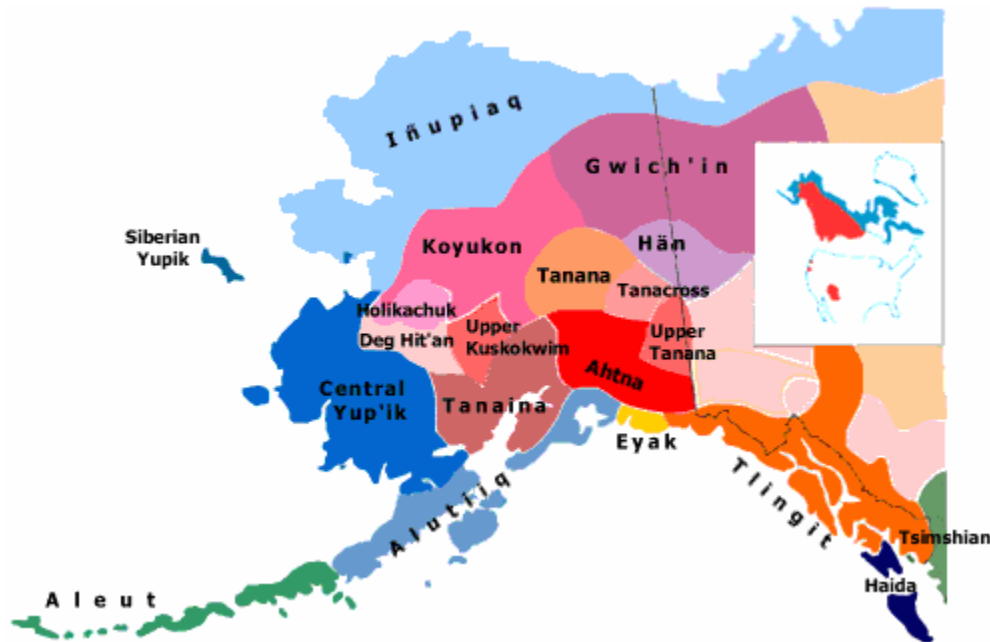 Iñupiaq
Gwich'in
Siberian
Yupik
Koyukon
Hän
Tanana
Tanacross
Holikachuk
Deg Hit'an
Upper
Kuskokwim
Upper
Tanana
Ahtna
Central
Yup'ik
Tanaina
Eyak
Alutiiq
Tlingit
Tsimshian
Haida
Aleut